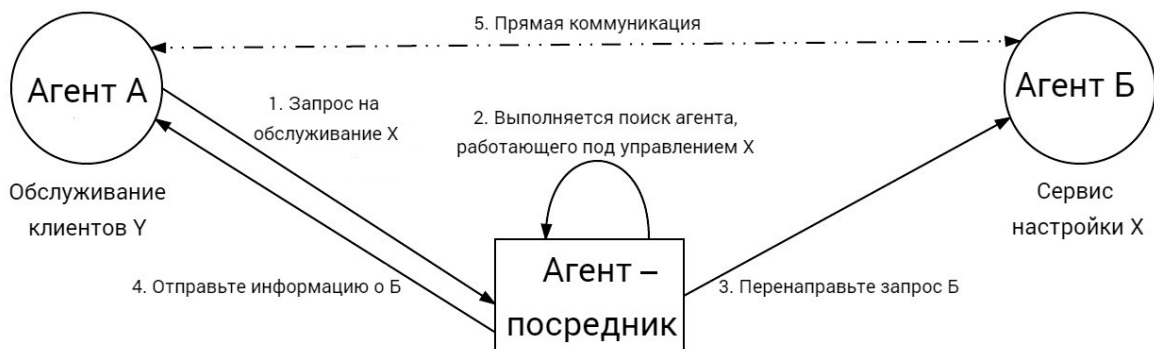 5. Прямая коммуникация
Агент А
Агент Б
1. Запрос на
обслуживание X
2. Выполняется поиск агента,
работающего под управлением X
Обслуживание
клиентов Y
Сервис
настройки X
Агент –
посредник
4. Отправьте информацию о Б
3. Перенаправьте запрос Б